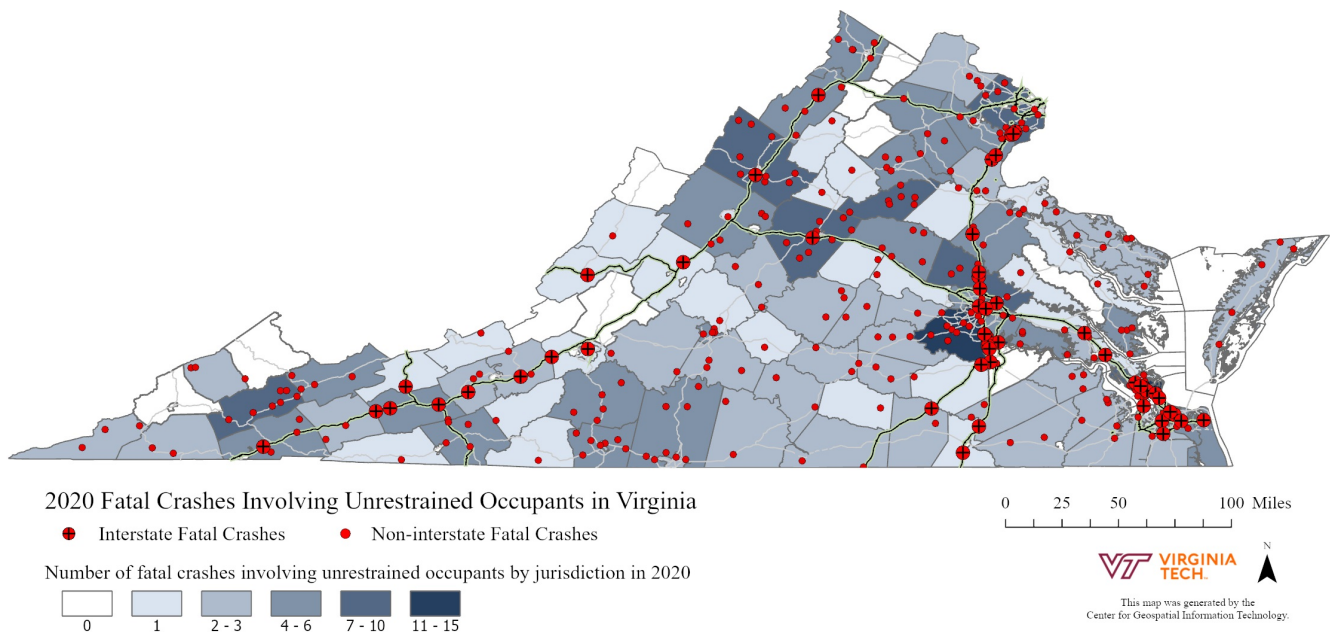 2020 Fatal Crashes Involving Unrestrained Occupants in Virginia
Interstate Fatal Crashes Non-interstate Fatal Crashes
Number of fatal crashes involving unrestrained occupants by jurisdiction in 2020
0 1 2 - 3 4 - 6 7 - 10 11 - 15
0 25 50 100 Miles
N
VT VIRGINIA
TECH.
This map was generated by the
Center for Geospatial Information Technology.